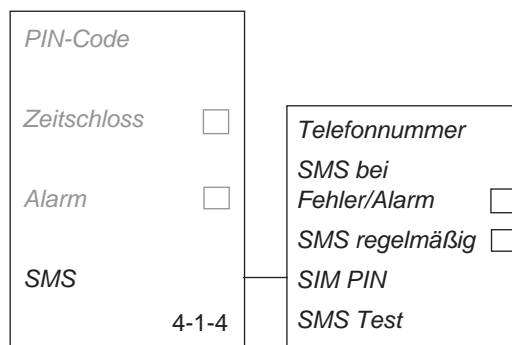 PIN-Code
Zeitschloss
Alarm
SMS
4-1-4
Telefonnummer
SMS bei
Fehler/Alarm
SMS regelmäßig
SIM PIN
SMS Test